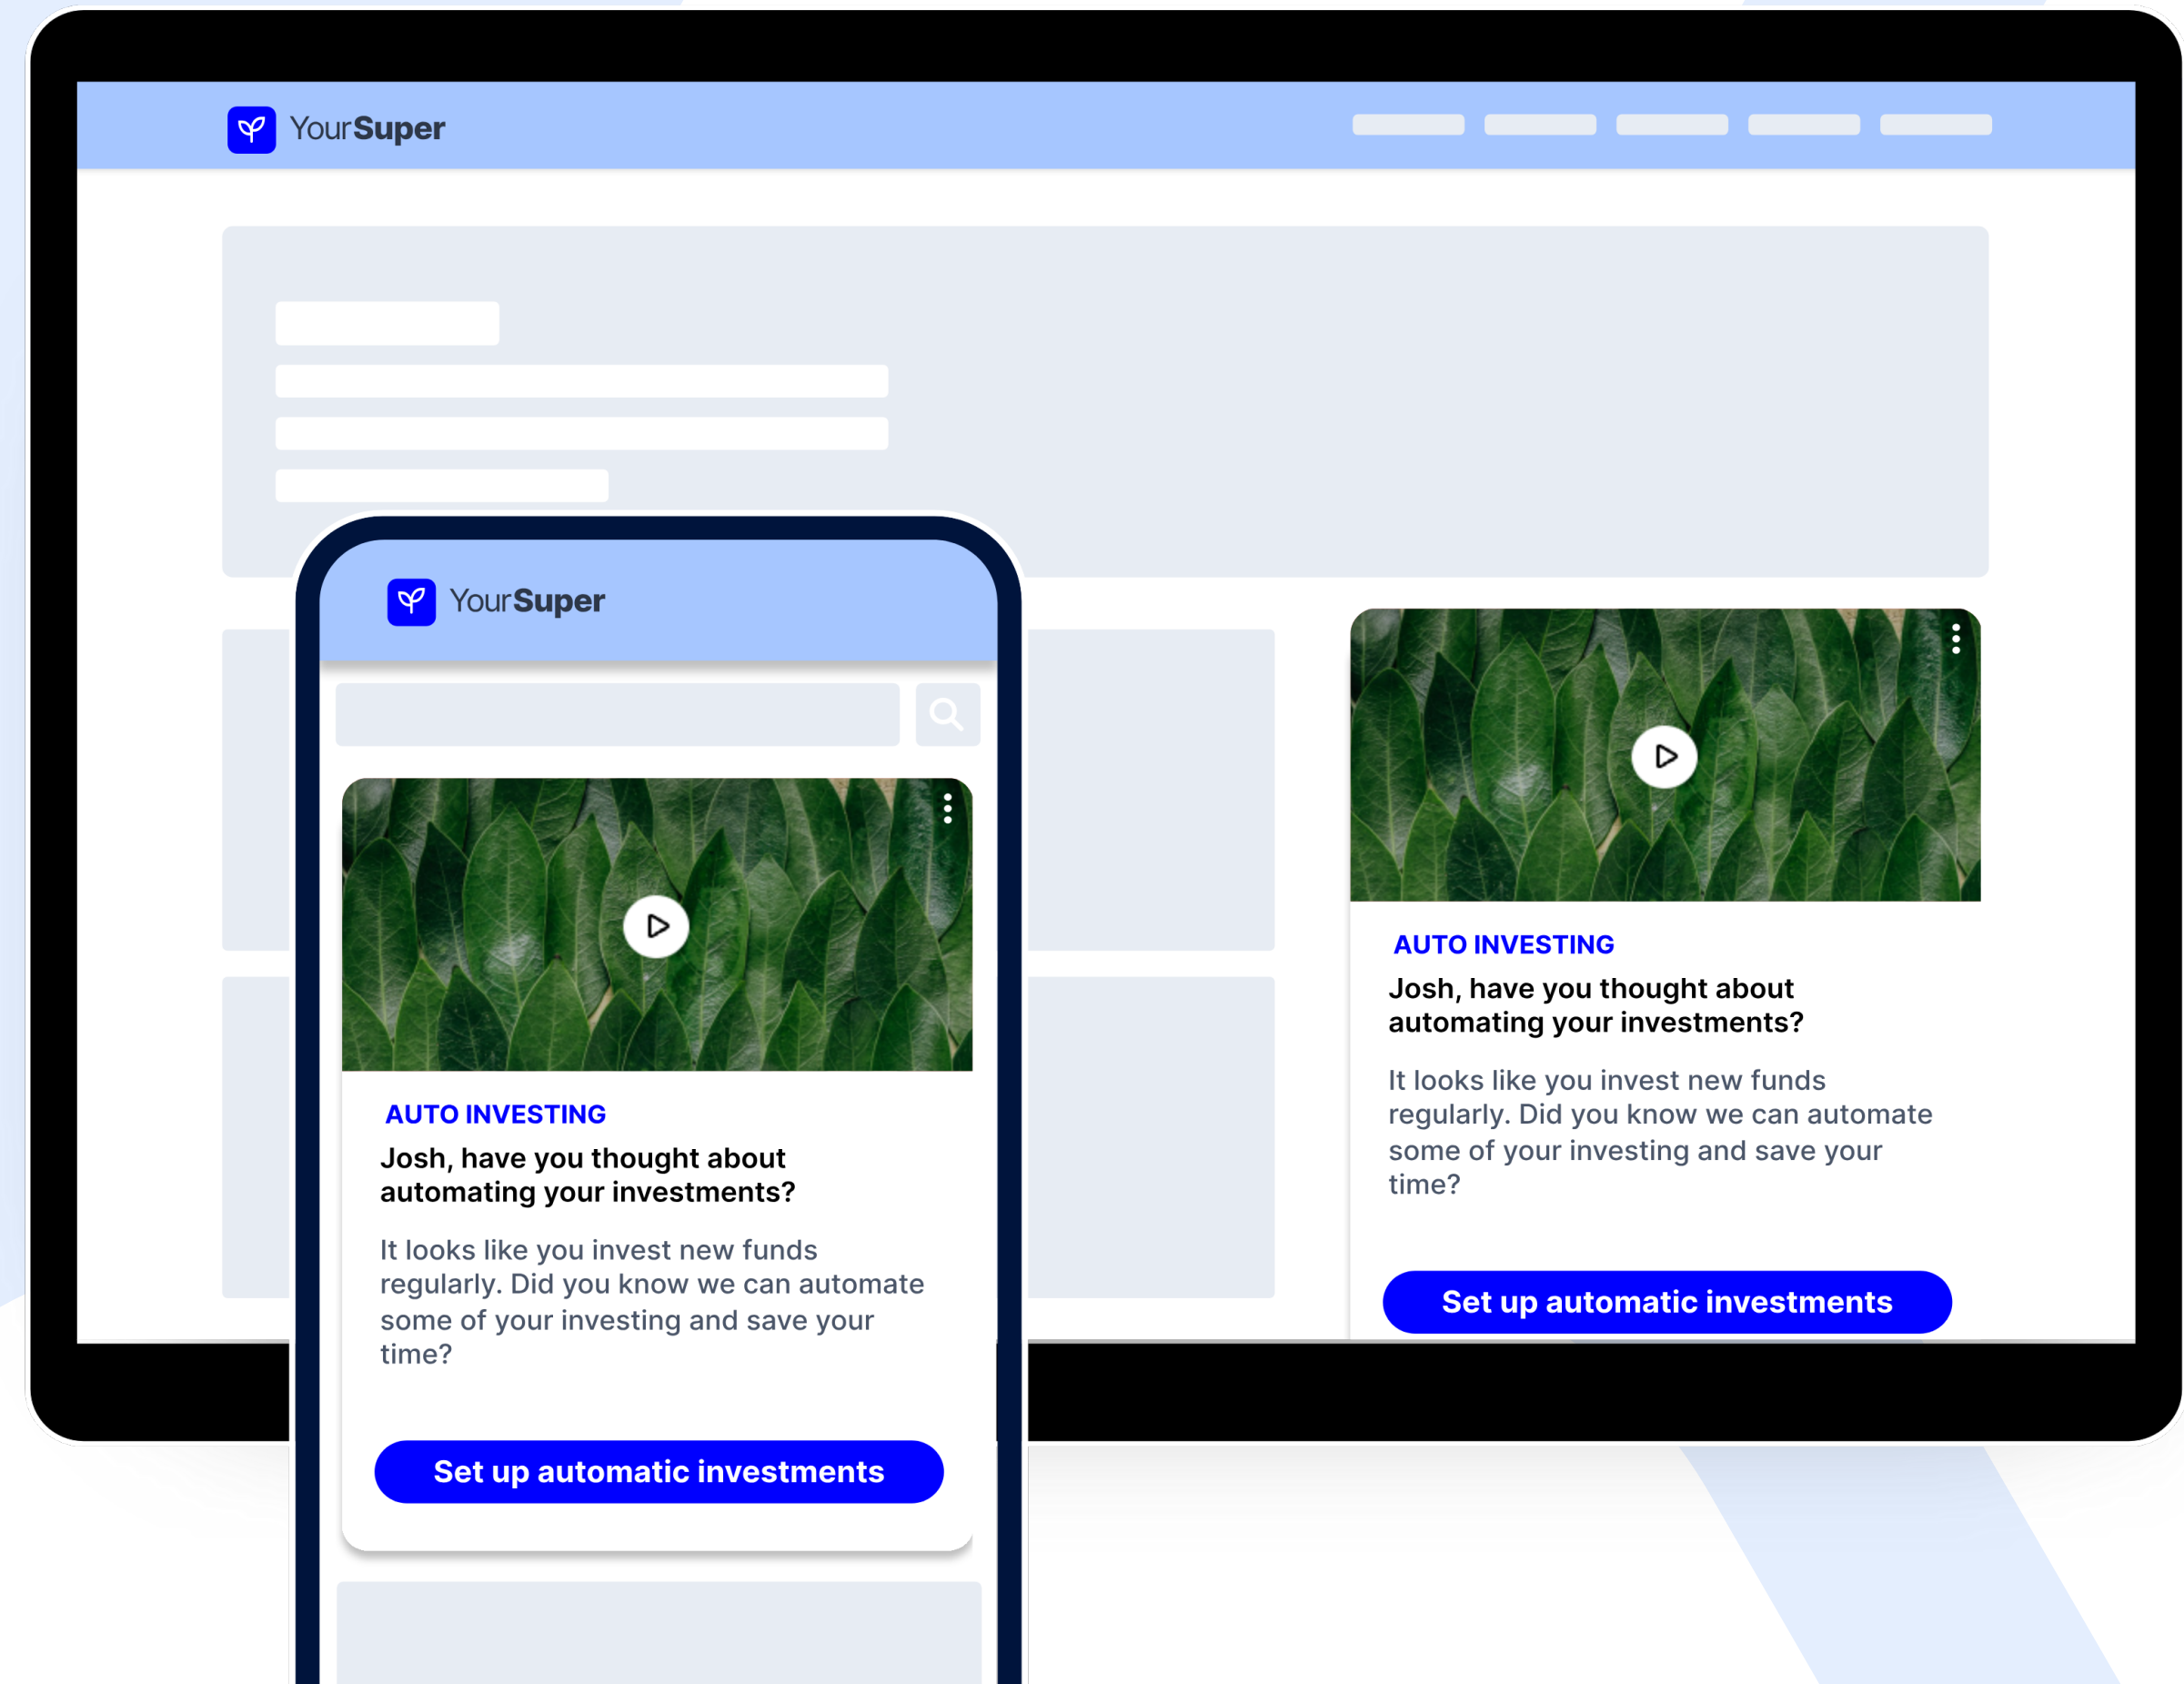 YourSuper
YourSuper
AUTO INVESTING
Josh, have you thought about
automating your investments?
It looks like you invest new funds
regularly. Did you know we can automate
some of your investing and save your
time?
Set up automatic investments
AUTO INVESTING
Josh, have you thought about
automating your investments?
It looks like you invest new funds
regularly. Did you know we can automate
some of your investing and save your
time?
Set up automatic investments